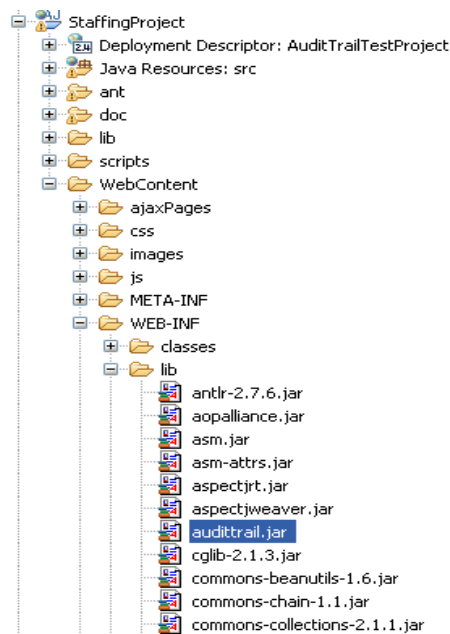 StaffingProject
Deployment Descriptor: AuditTrailTestProject
Java Resources: src
ant
doc
lib
scripts
WebContent
ajaxPages
css
images
js
META-INF
WEB-INF
classes
lib
antlr-2.7.6.jar
aopalliance.jar
asm.jar
asm-attrs.jar
aspectjrt.jar
aspectjweaver.jar
audittrail.jar
cglib-2.1.3.jar
commons-beanutils-1.6.jar
commons-chain-1.1.jar
commons-collections-2.1.1.jar